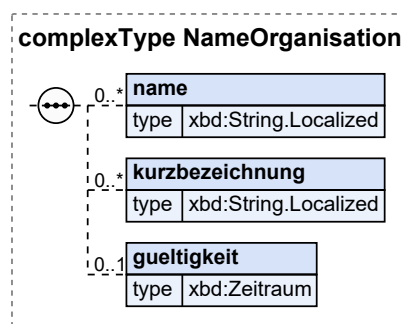 complexType NameOrganisation
0..* name
type xbd:String.Localized
0..* kurzbezeichnung
type xbd:String.Localized
0..1 gueltigkeit
type xbd:Zeitraum